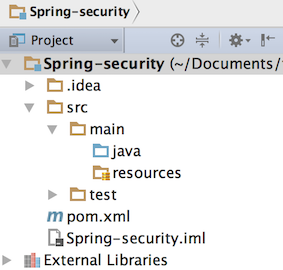 Spring-security
Project
Spring-security (~/Documents/
.idea
src
main
java
resources
test
m pom.xml
Spring-security.iml
External Libraries